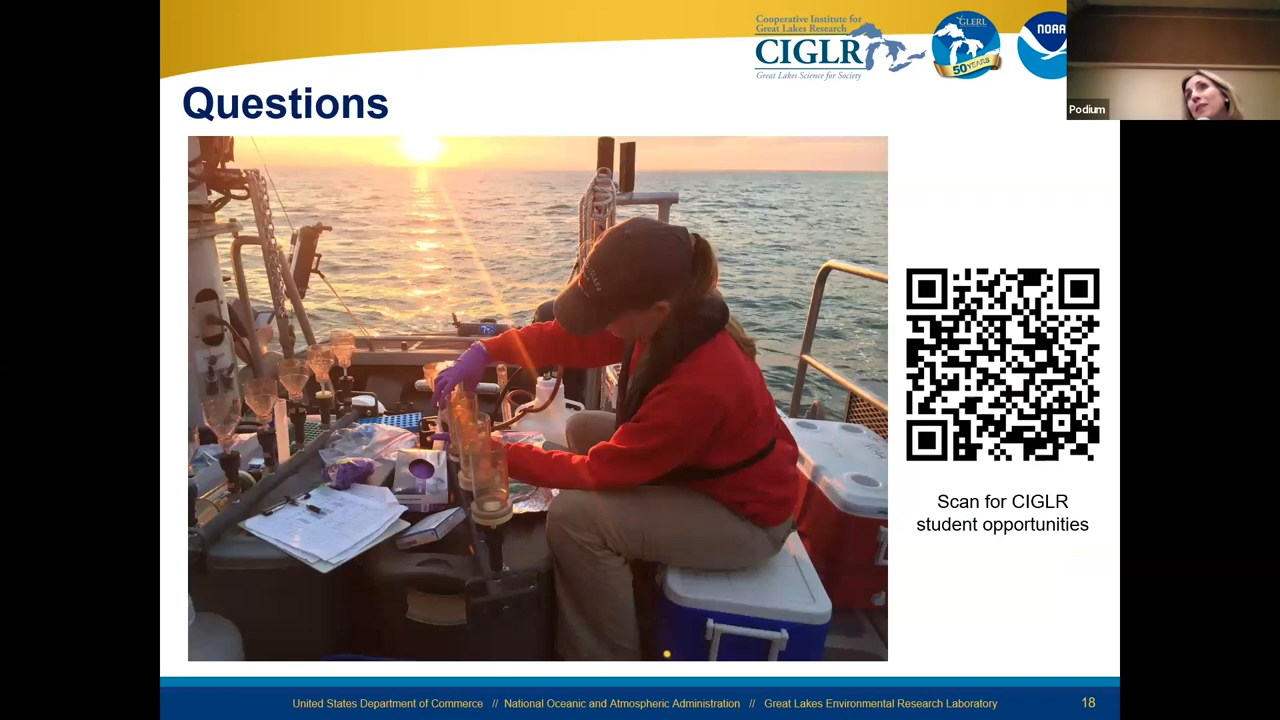 Cooperative Institute for
Great Lakes Research
CIGLR
Great Lakes Science for Society
GLERL
50 YEARS
NOAA
Podium
Questions
Scan for CIGLR
student opportunities
United States Department of Commerce // National Oceanic and Atmospheric Administration // Great Lakes Environmental Research Laboratory
18